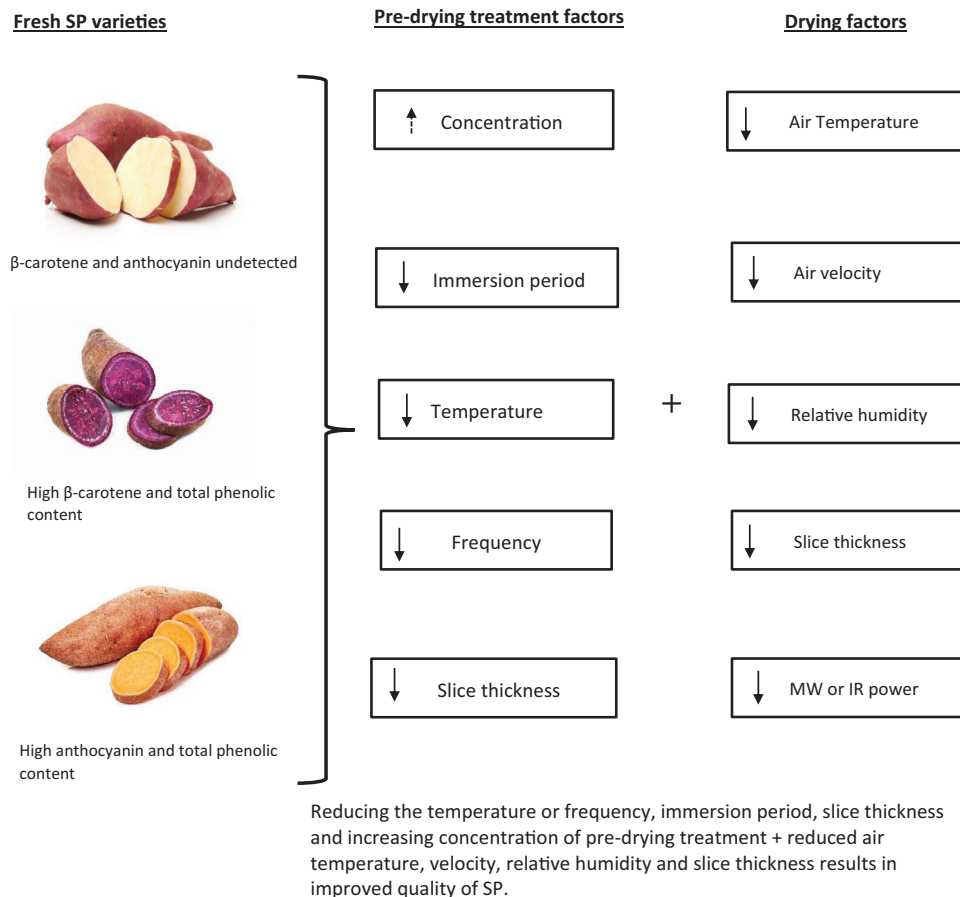 Fresh SP varieties
β-carotene and anthocyanin undetected
High β-carotene and total phenolic
content
High anthocyanin and total phenolic
content
Pre-drying treatment factors
Concentration
Immersion period
Temperature
Frequency
Slice thickness
+
Drying factors
Air Temperature
Air velocity
Relative humidity
Slice thickness
MW or IR power
Reducing the temperature or frequency, immersion period, slice thickness
and increasing concentration of pre-drying treatment + reduced air
temperature, velocity, relative humidity and slice thickness results in
improved quality of SP.